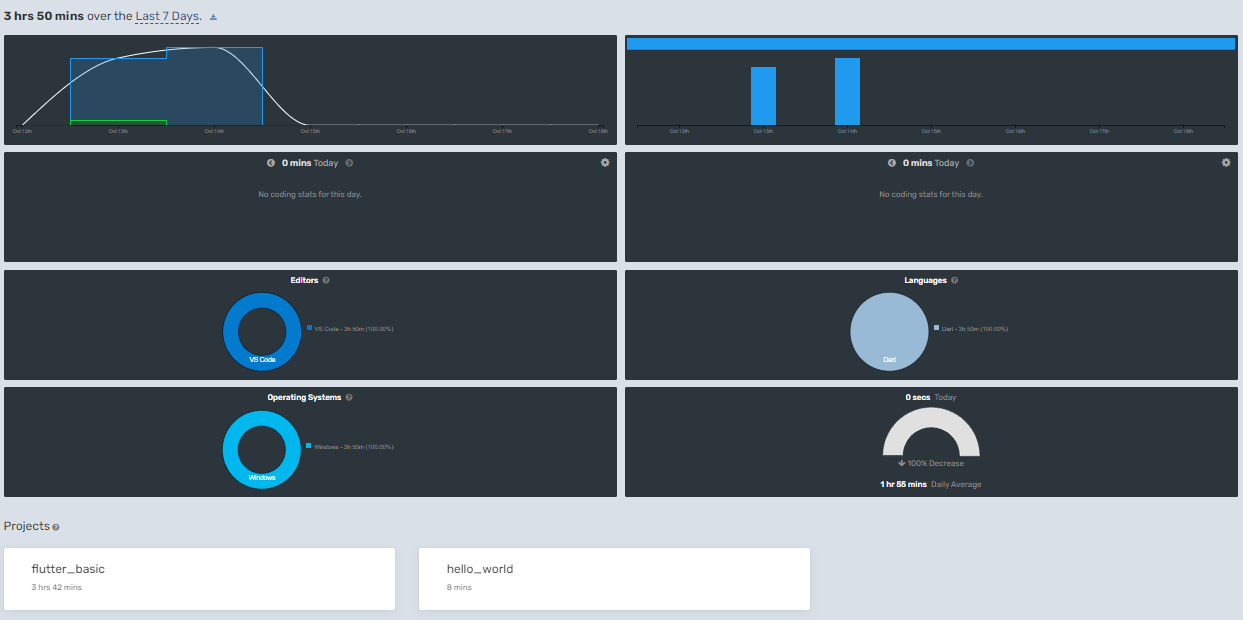 3 hrs 50 mins over the Last 7 Days.
Oct 12th Oct 13th Oct 14th Oct 15th Oct 16th Oct 17th Oct 18th
Oct 12th Oct 13th Oct 14th Oct 15th Oct 16th Oct 17th Oct 18th
0 mins Today
No coding stats for this day.
0 mins Today
No coding stats for this day.
Editors
VS Code - 3h 50m (100.00%)
VS Code
Languages
Dart - 3h 50m (100.00%)
Dart
Operating Systems
Windows - 3h 50m (100.00%)
Windows
0 secs Today
100% Decrease
1 hr 55 mins Daily Average
Projects
flutter_basic
3 hrs 42 mins
hello_world
8 mins